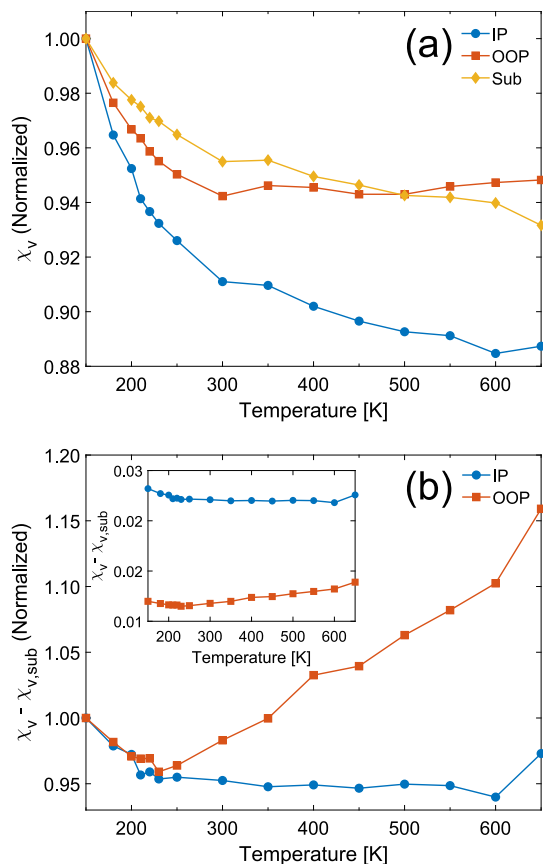 (a)
IP
OOP
Sub
1.00
0.98
0.96
0.94
0.92
0.90
0.88
χv (Normalized)
200 300 400 500 600
Temperature [K]
(b)
IP
OOP
1.20
1.15
1.10
1.05
1.00
0.95
χv - χv,sub (Normalized)
0.03
0.02
0.02
0.01
χv - χv,sub
200 300 400 500 600
Temperature [K]
200 300 400 500 600
Temperature [K]